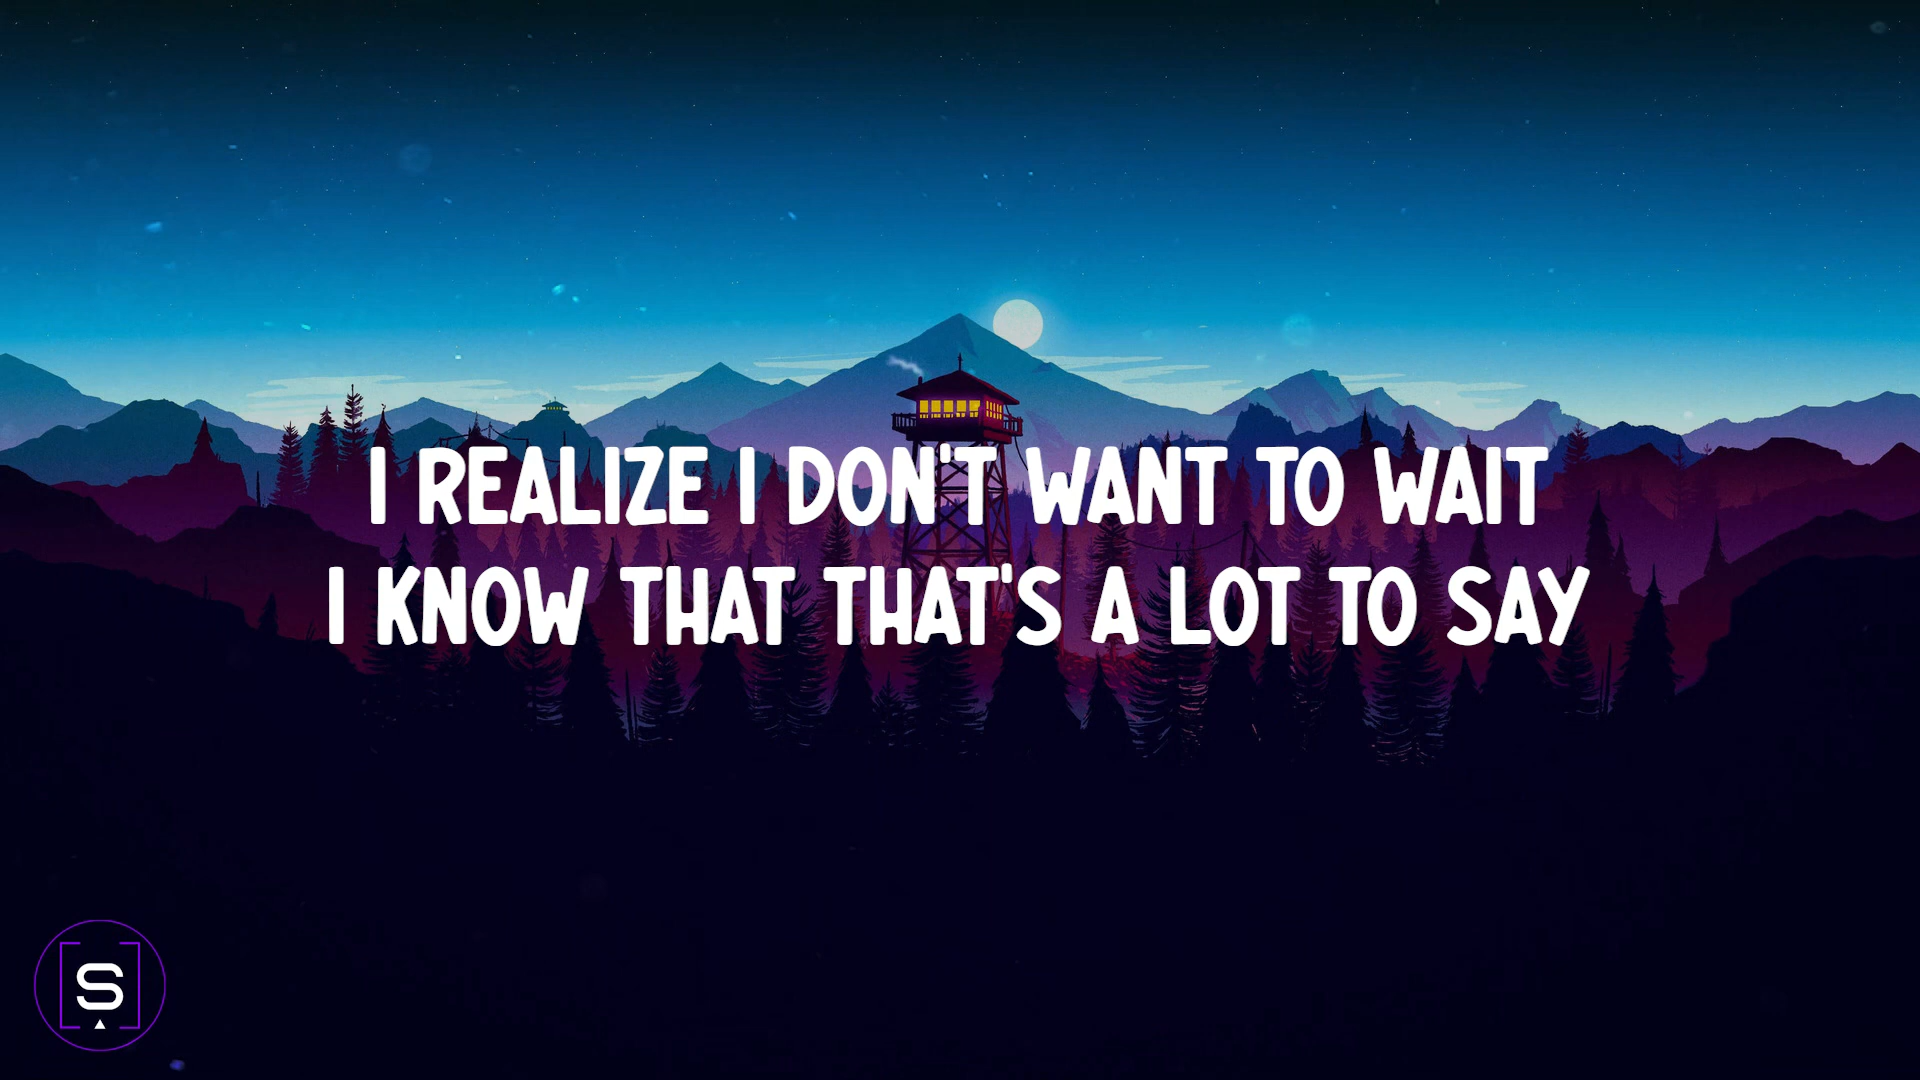 I REALIZE I DON'T WANT TO WAIT
I KNOW THAT THAT'S A LOT TO SAY
S